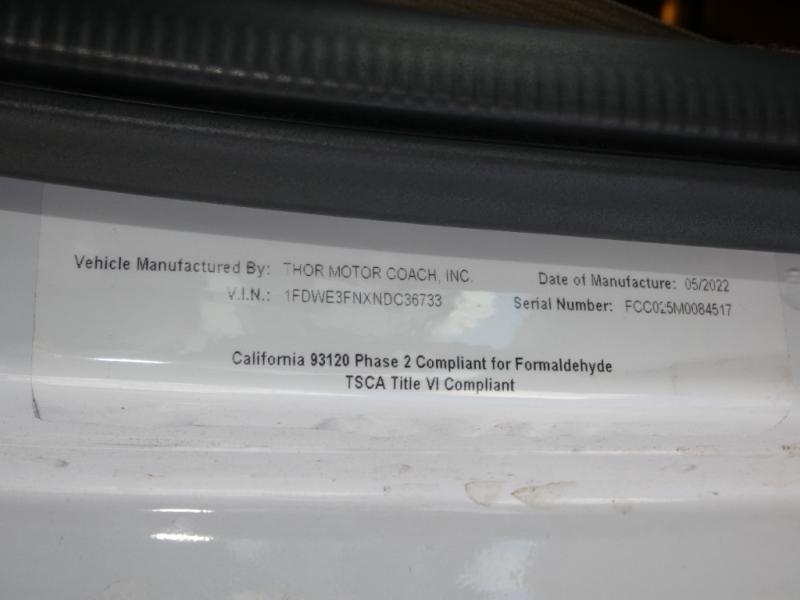 Vehicle Manufactured By: THOR MOTOR COACH, INC. Date of Manufacture: 05/2022
V.I.N.: 1FDWE3FNXNDC36733 Serial Number: FCC025M0084517
California 93120 Phase 2 Compliant for Formaldehyde
TSCA Title VI Compliant